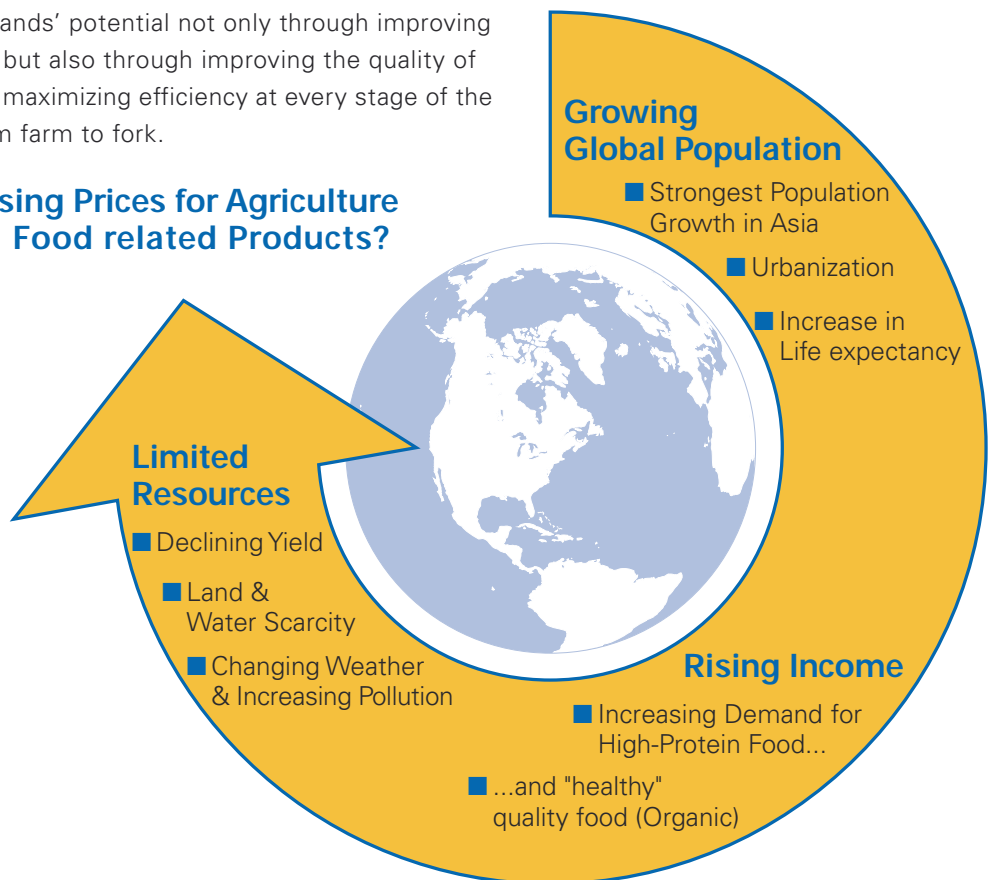 ands’ potential not only through improving
but also through improving the quality of
maximizing efficiency at every stage of the
farm to fork.
sing Prices for Agriculture
Food related Products?
Growing
Global Population
■ Strongest Population
Growth in Asia
■ Urbanization
■ Increase in
Life expectancy
Limited
Resources
■ Declining Yield
■ Land &
Water Scarcity
■ Changing Weather
& Increasing Pollution
Rising Income
■ Increasing Demand for
High-Protein Food...
■ ...and "healthy"
quality food (Organic)